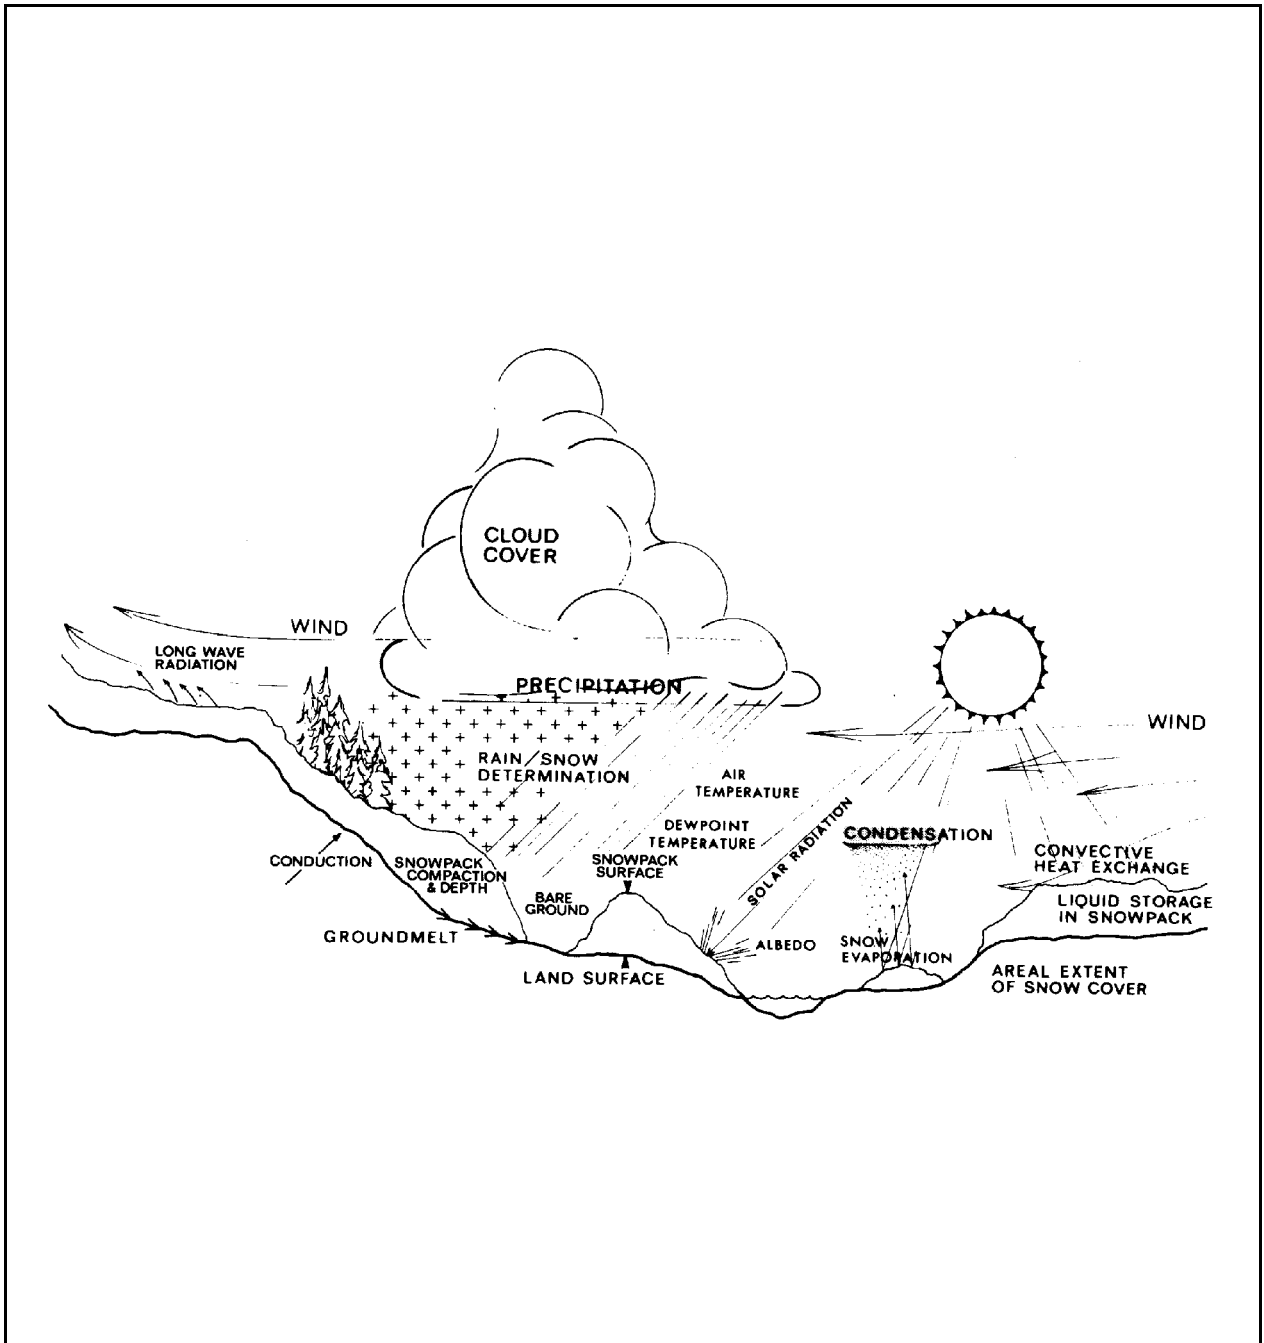 CLOUD
COVER
WIND
LONG WAVE
RADIATION
PRECIPITATION
WIND
RAIN/SNOW
DETERMINATION
AIR
TEMPERATURE
DEWPOINT
TEMPERATURE
SOLAR RADIATION
CONDENSATION
CONVECTIVE
HEAT EXCHANGE
CONDUCTION
SNOWPACK
COMPACTION
& DEPTH
SNOWPACK
SURFACE
BARE
GROUND
LIQUID STORAGE
IN SNOWPACK
GROUNDMELT
ALBEDO
SNOW
EVAPORATION
LAND SURFACE
AREAL EXTENT
OF SNOW COVER